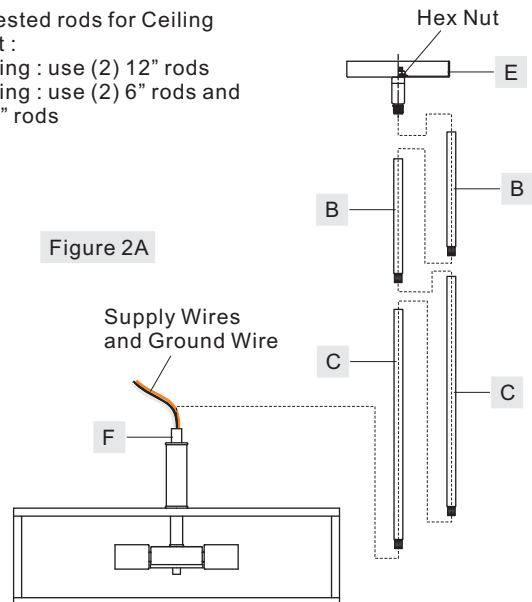 ested rods for Ceiling
t :
ing : use (2) 12” rods
ing : use (2) 6” rods and
” rods
Hex Nut
E
B
B
Figure 2A
Supply Wires
and Ground Wire
C
C
F